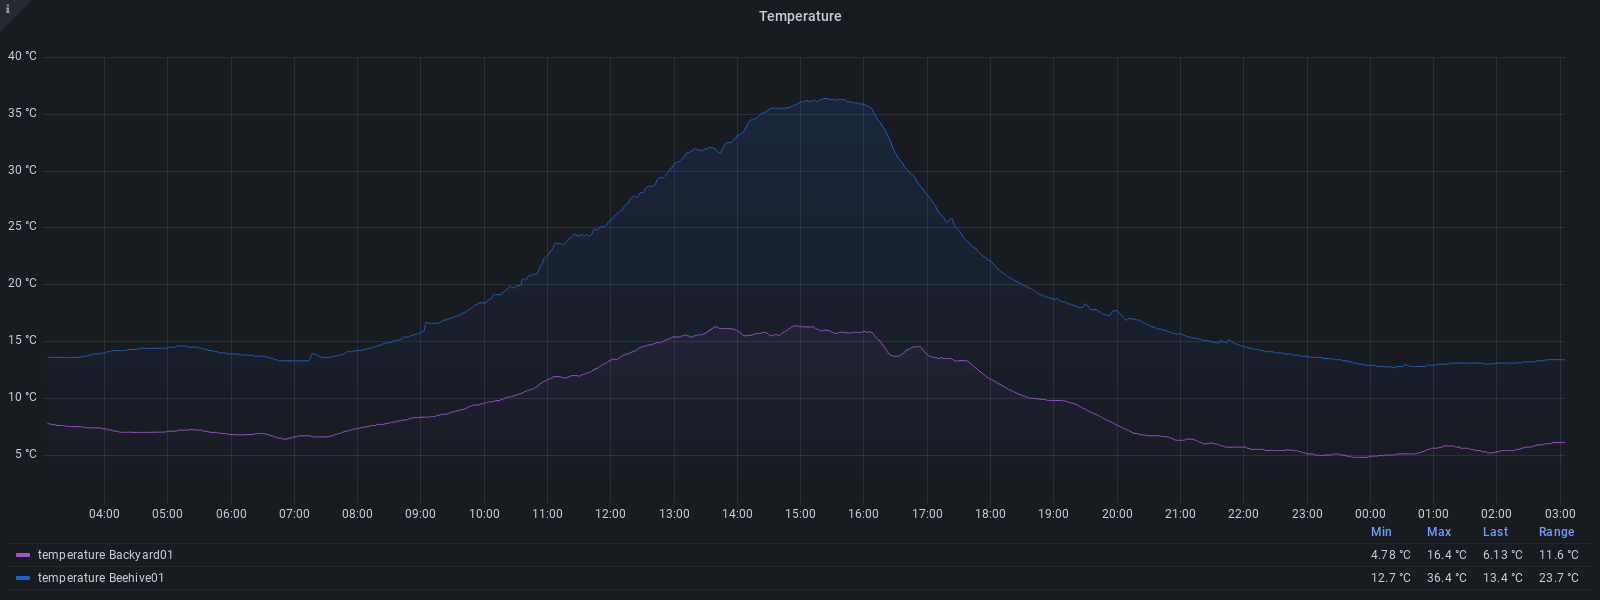 i
Temperature
40 °C
35 °C
30 °C
25 °C
20 °C
15 °C
10 °C
5 °C
04:00 05:00 06:00 07:00 08:00 09:00 10:00 11:00 12:00 13:00 14:00 15:00 16:00 17:00 18:00 19:00 20:00 21:00 22:00 23:00 00:00 01:00 02:00 03:00
Min Max Last Range
temperature Backyard01 4.78 °C 16.4 °C 6.13 °C 11.6 °C
temperature Beehive01 12.7 °C 36.4 °C 13.4 °C 23.7 °C